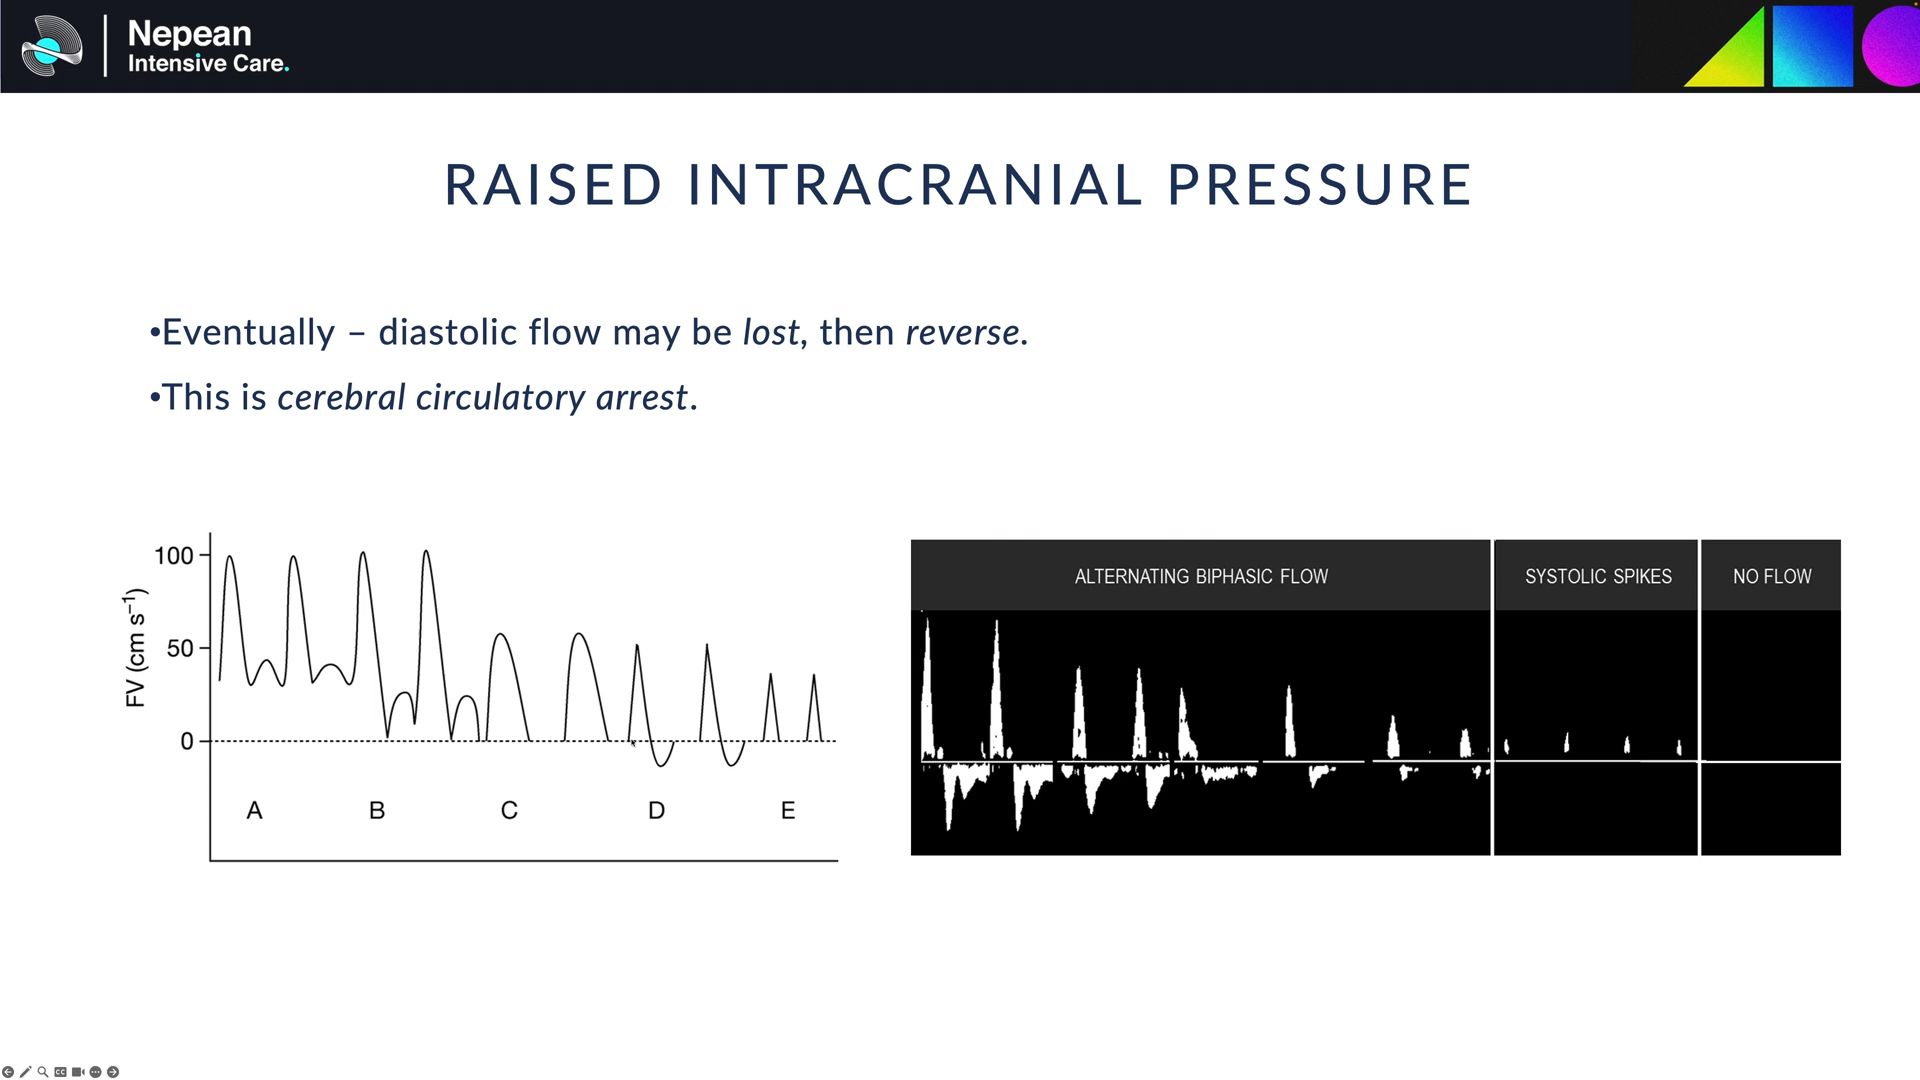 Nepean
Intensive Care.
RAISED INTRACRANIAL PRESSURE
•Eventually – diastolic flow may be lost, then reverse.
•This is cerebral circulatory arrest.
FV (cm s⁻¹)
100
50
0
A B C D E
ALTERNATING BIPHASIC FLOW
SYSTOLIC SPIKES
NO FLOW
CC